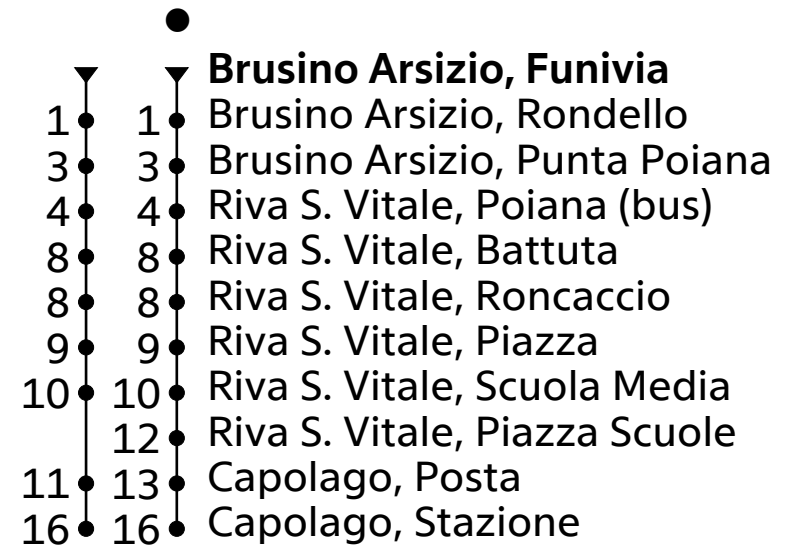 Brusino Arsizio, Funivia
1 1 Brusino Arsizio, Rondello
3 3 Brusino Arsizio, Punta Poiana
4 4 Riva S. Vitale, Poiana (bus)
8 8 Riva S. Vitale, Battuta
8 8 Riva S. Vitale, Roncaccio
9 9 Riva S. Vitale, Piazza
10 10 Riva S. Vitale, Scuola Media
12 Riva S. Vitale, Piazza Scuole
11 13 Capolago, Posta
16 16 Capolago, Stazione